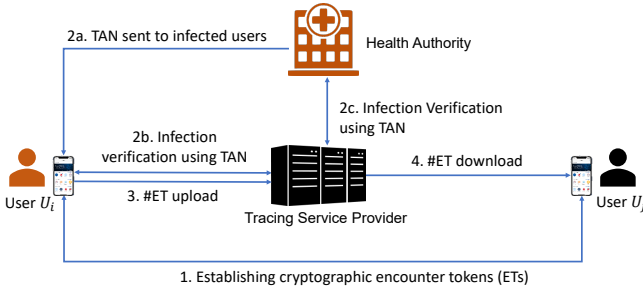 2a. TAN sent to infected users
Health Authority
2c. Infection Verification
using TAN
2b. Infection
verification using TAN
4. #ET download
3. #ET upload
User U_i
Tracing Service Provider
User U_j
1. Establishing cryptographic encounter tokens (ETs)